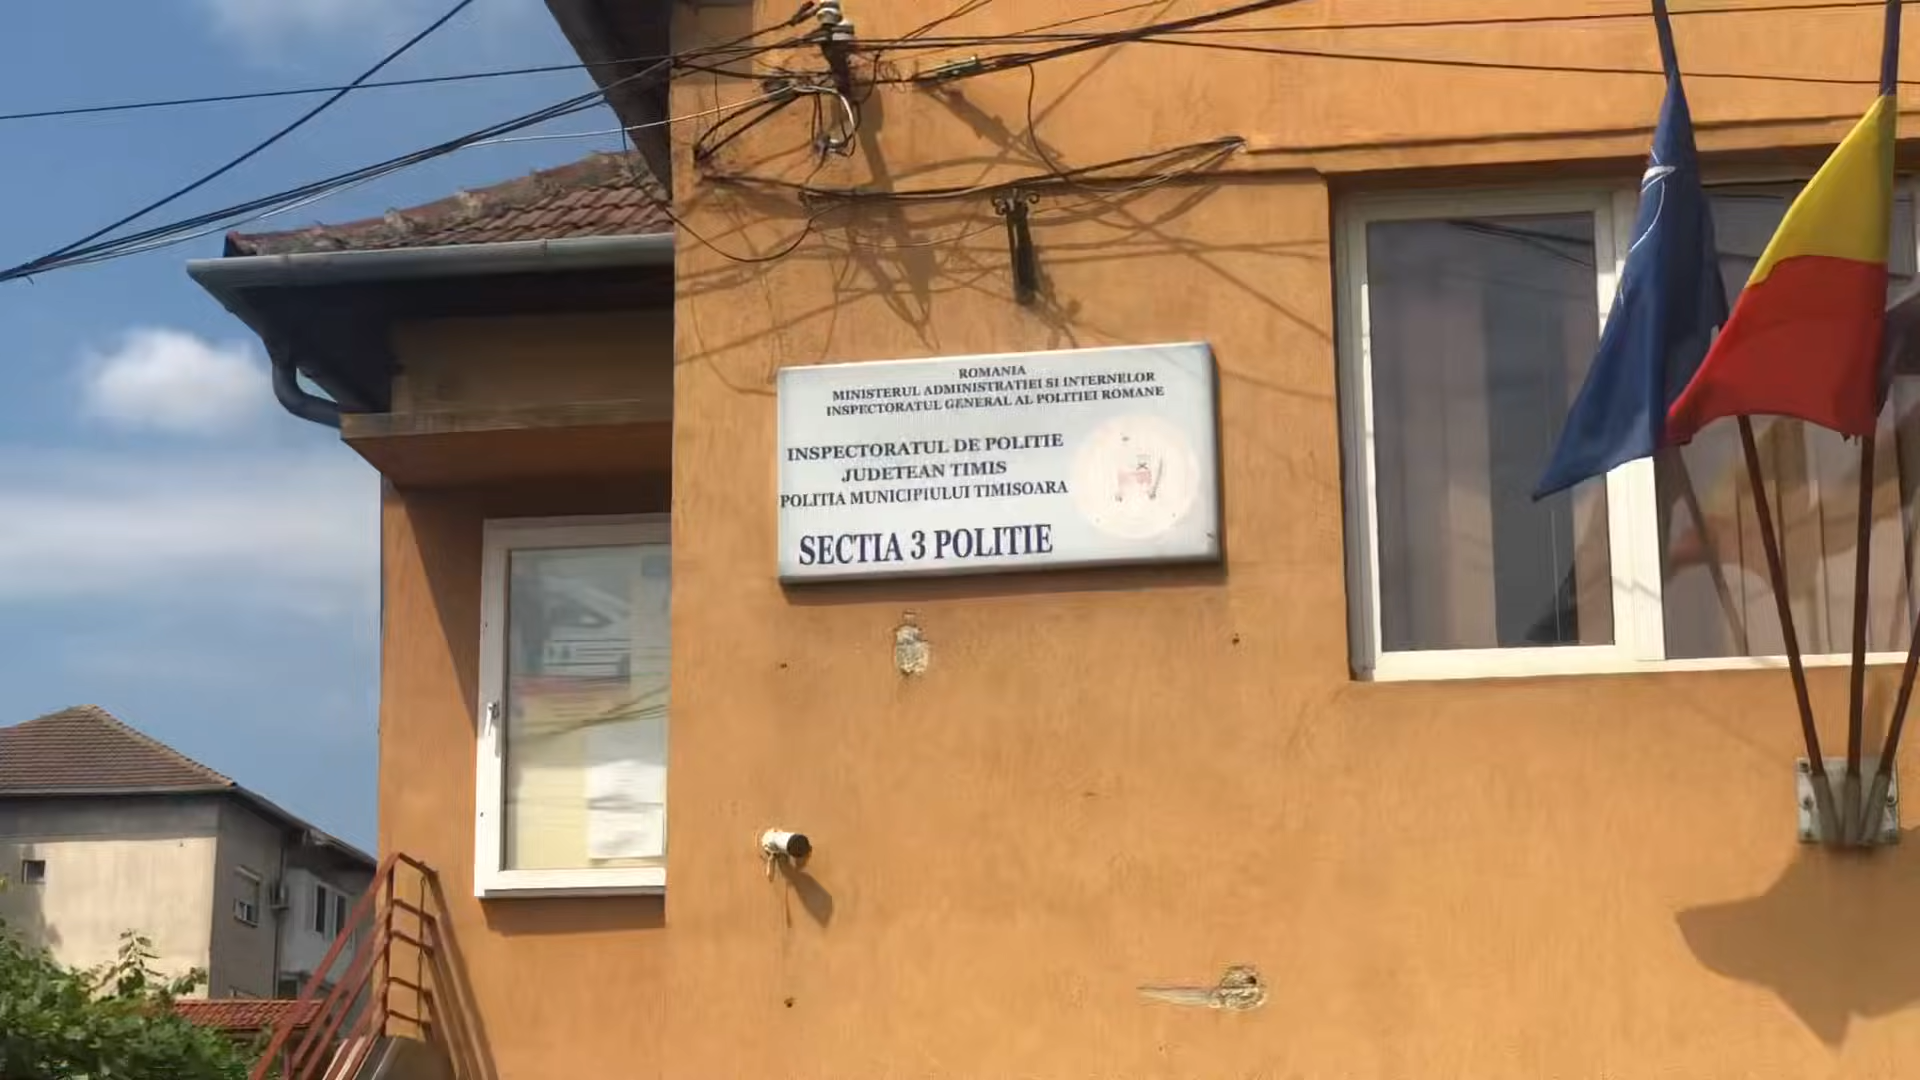 ROMANIA
MINISTERUL ADMINISTRATIEI SI INTERNELOR
INSPECTORATUL GENERAL AL POLITIEI ROMANE
INSPECTORATUL DE POLITIE
JUDETEAN TIMIS
POLITIA MUNICIPIULUI TIMISOARA
SECTIA 3 POLITIE